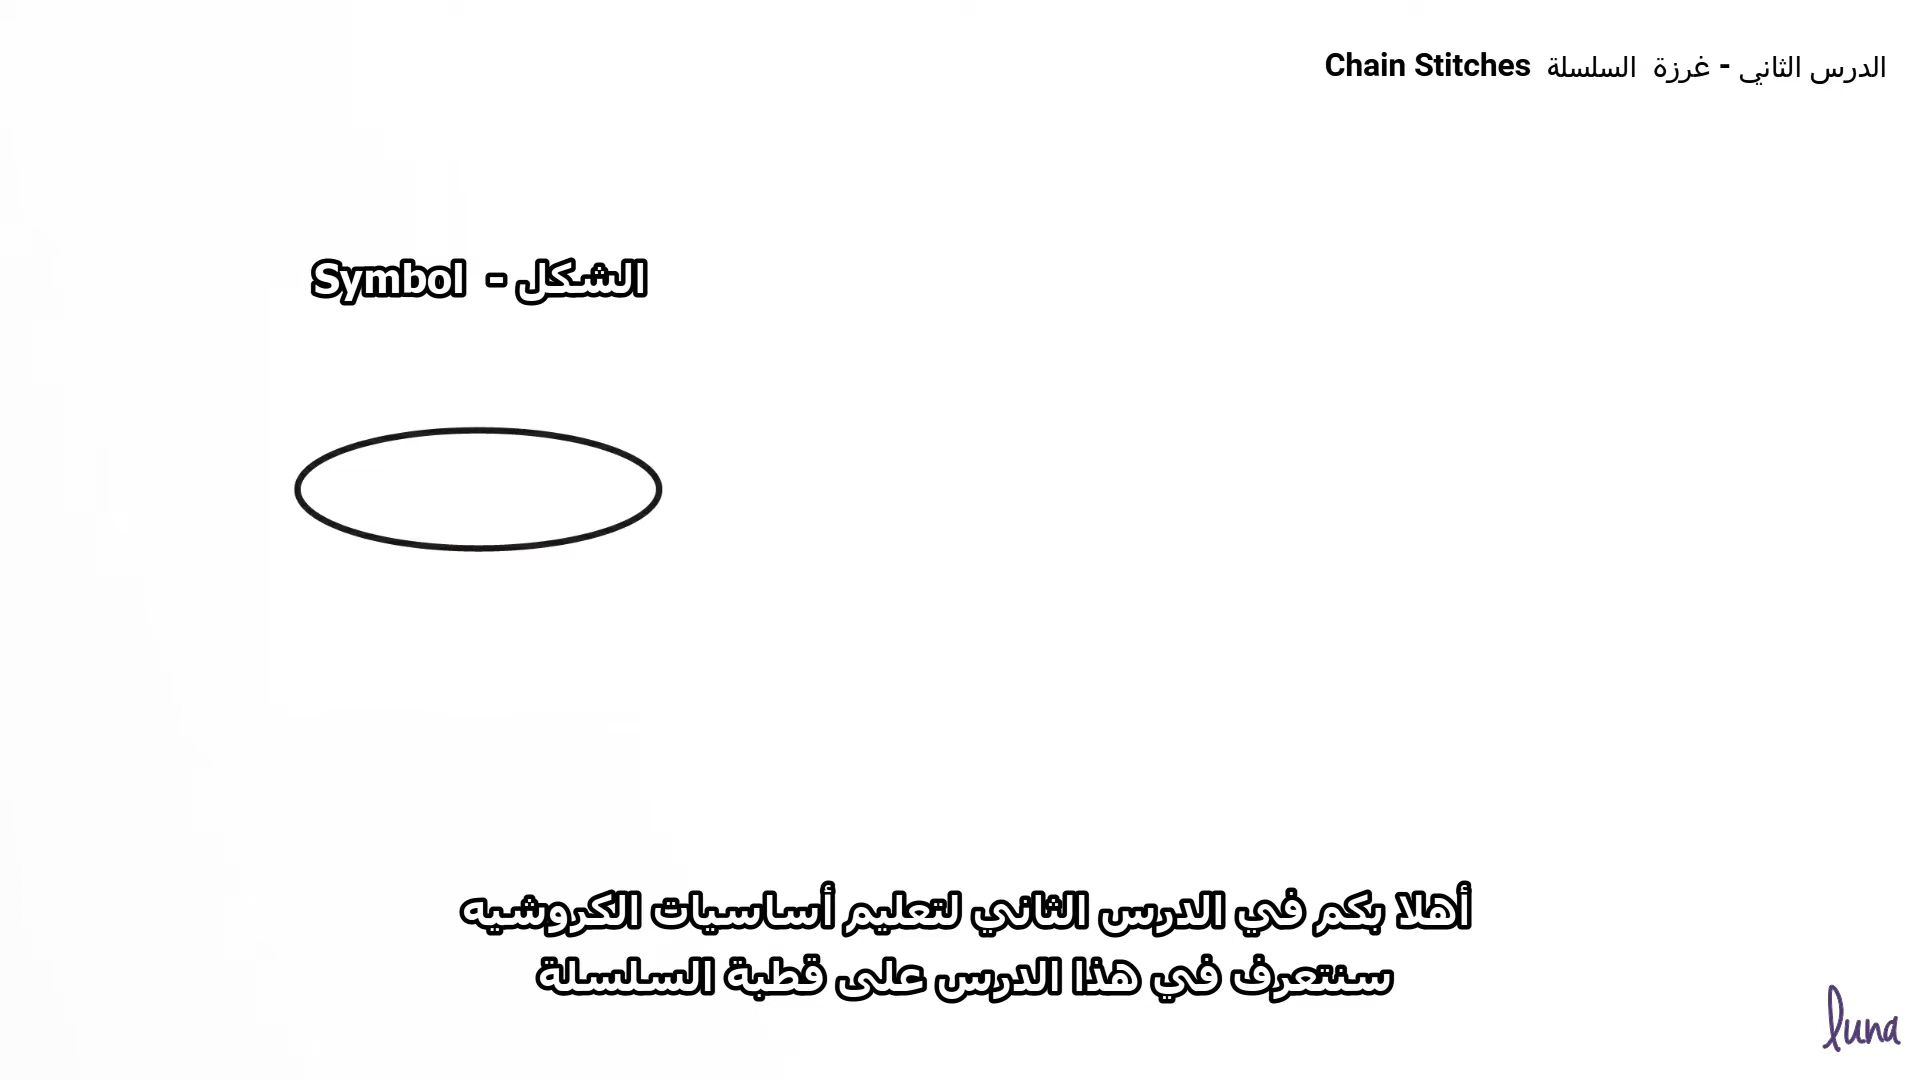 الدرس الثاني - غرزة السلسلة Chain Stitches
الشكل - Symbol
أهلا بكم في الدرس الثاني لتعليم أساسيات الكروشيه
سنتعرف في هذا الدرس على قطبة السلسلة
luna